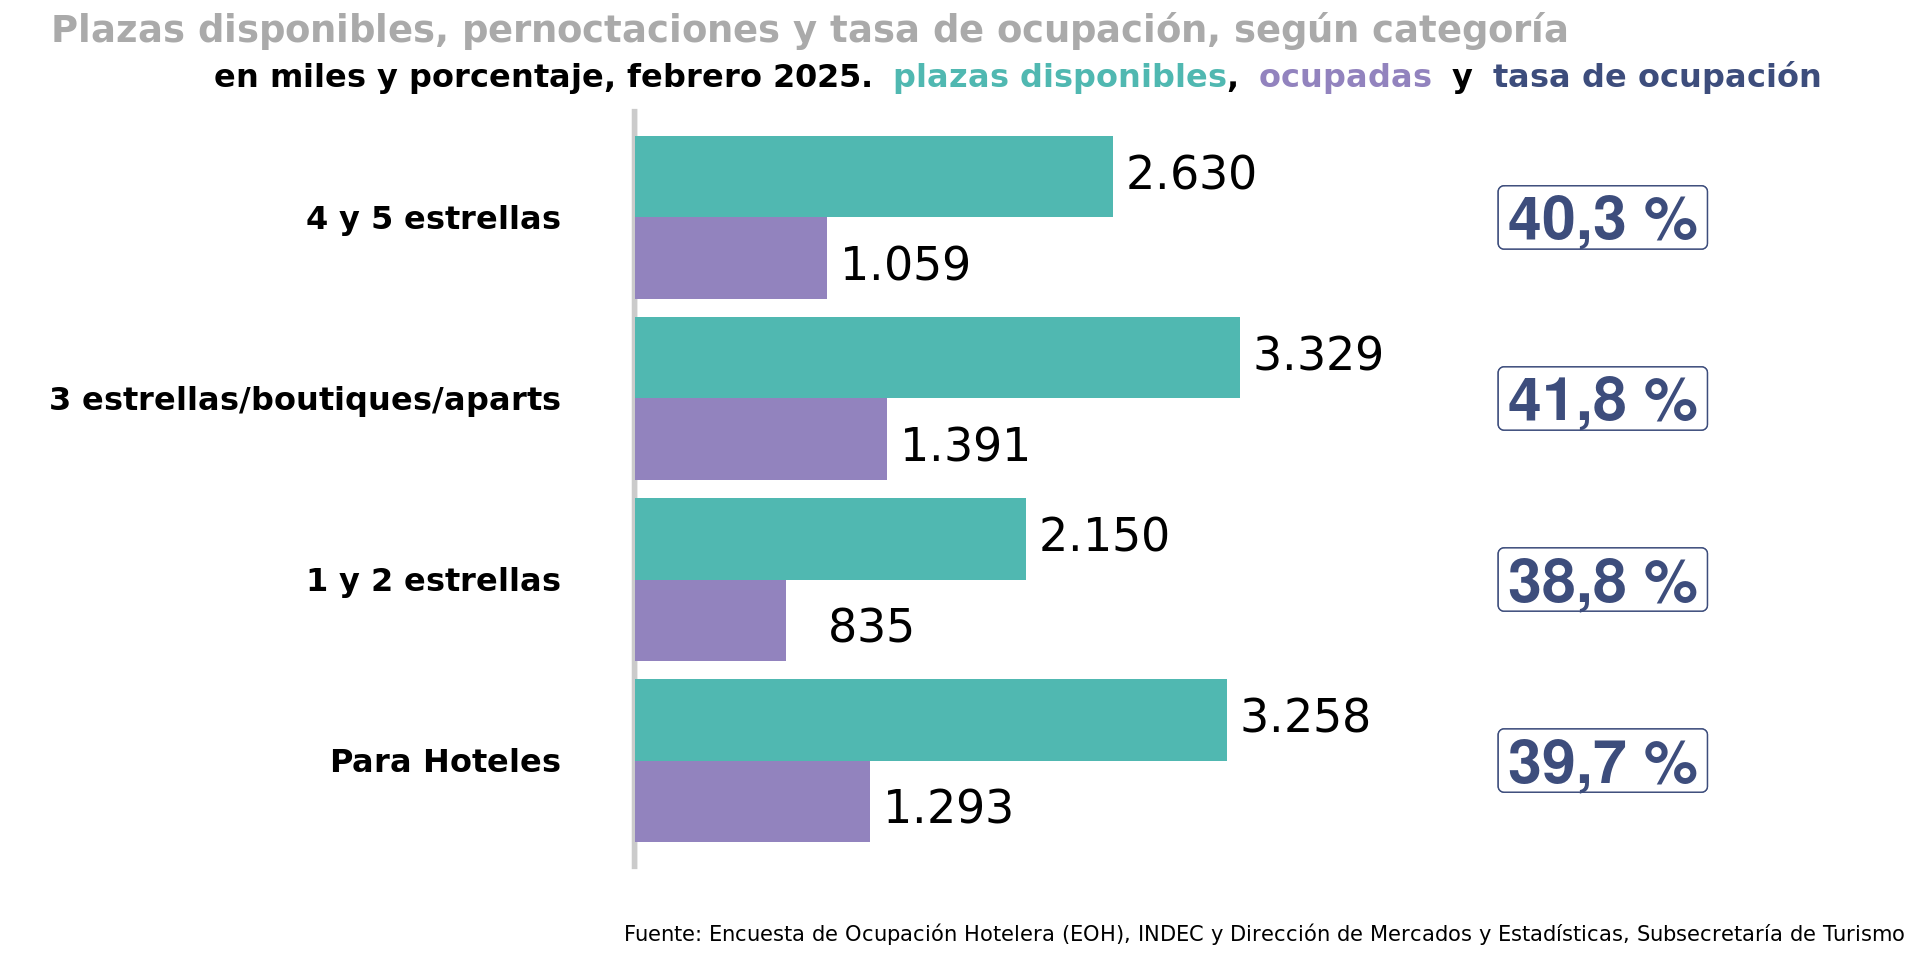 Plazas disponibles, pernoctaciones y tasa de ocupación, según categoría
en miles y porcentaje, febrero 2025. plazas disponibles, ocupadas y tasa de ocupación
4 y 5 estrellas
2.630
1.059
40,3 %
3 estrellas/boutiques/aparts
3.329
1.391
41,8 %
1 y 2 estrellas
2.150
835
38,8 %
Para Hoteles
3.258
1.293
39,7 %
Fuente: Encuesta de Ocupación Hotelera (EOH), INDEC y Dirección de Mercados y Estadísticas, Subsecretaría de Turismo